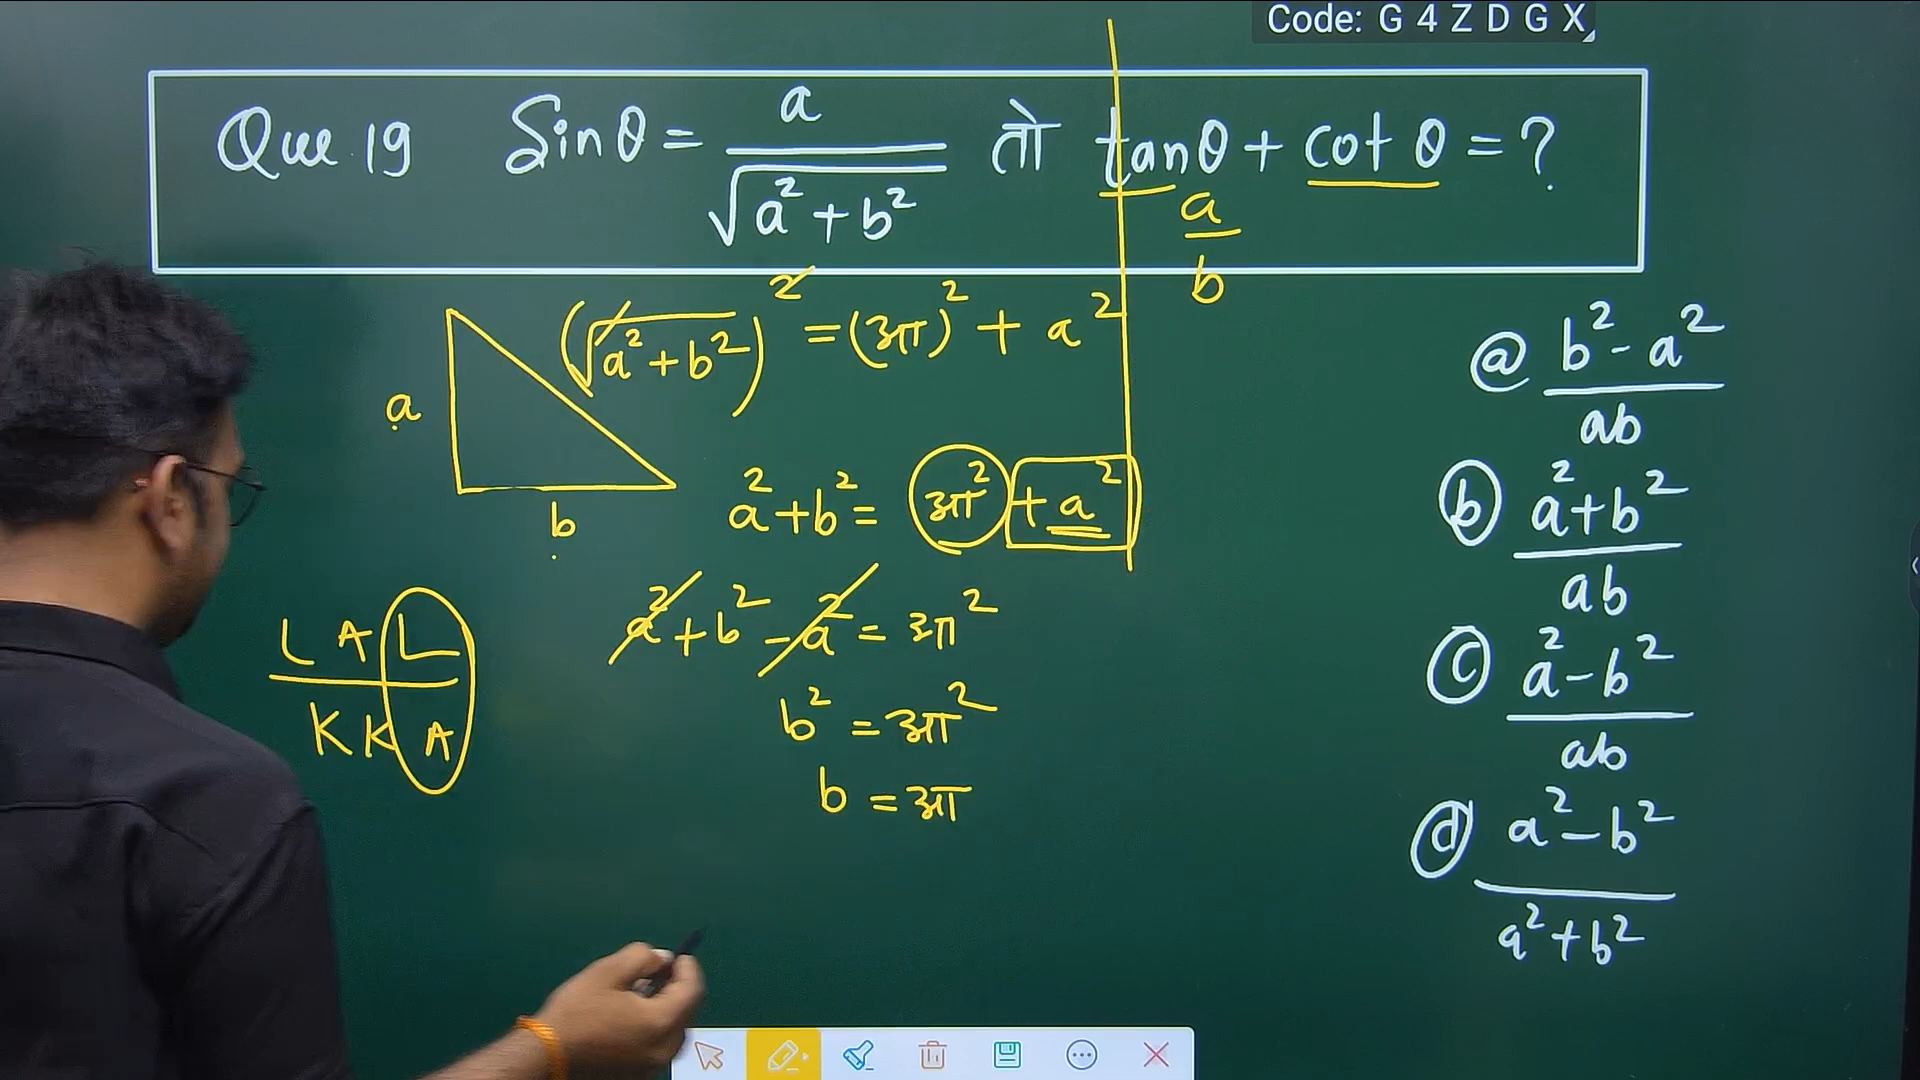 Code: G 4 Z D G X
Que 19 Sinθ = a / √(a² + b²) तो tanθ + cot θ = ?
a / b
(√(a² + b²))² = (आ)² + a²
a
b
a² + b² = आ² + a²
a² + b² - a² = आ²
b² = आ²
b = आ
L A L
K K A
(a) b² - a² / ab
(b) a² + b² / ab
(c) a² - b² / ab
(d) a² - b² / a² + b²